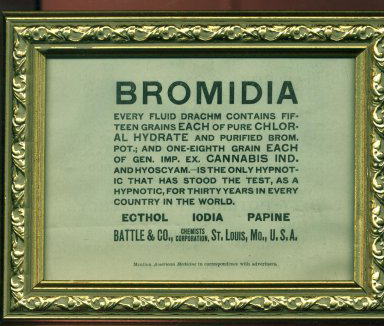 BROMIDIA
EVERY FLUID DRACHM CONTAINS FIF-
TEEN GRAINS EACH OF PURE CHLOR-
AL HYDRATE AND PURIFIED BROM.
POT.; AND ONE-EIGHTH GRAIN EACH
OF GEN. IMP. EX. CANNABIS IND.
AND HYOSCYAM. IS THE ONLY HYPNOT-
IC THAT HAS STOOD THE TEST, AS A
HYPNOTIC, FOR THIRTY YEARS IN EVERY
COUNTRY IN THE WORLD.
ECTHOL IODIA PAPINE
BATTLE & CO., CHEMISTS CORPORATION, ST. LOUIS, MO., U.S.A.
Mention American Medicine in correspondence with advertisers.